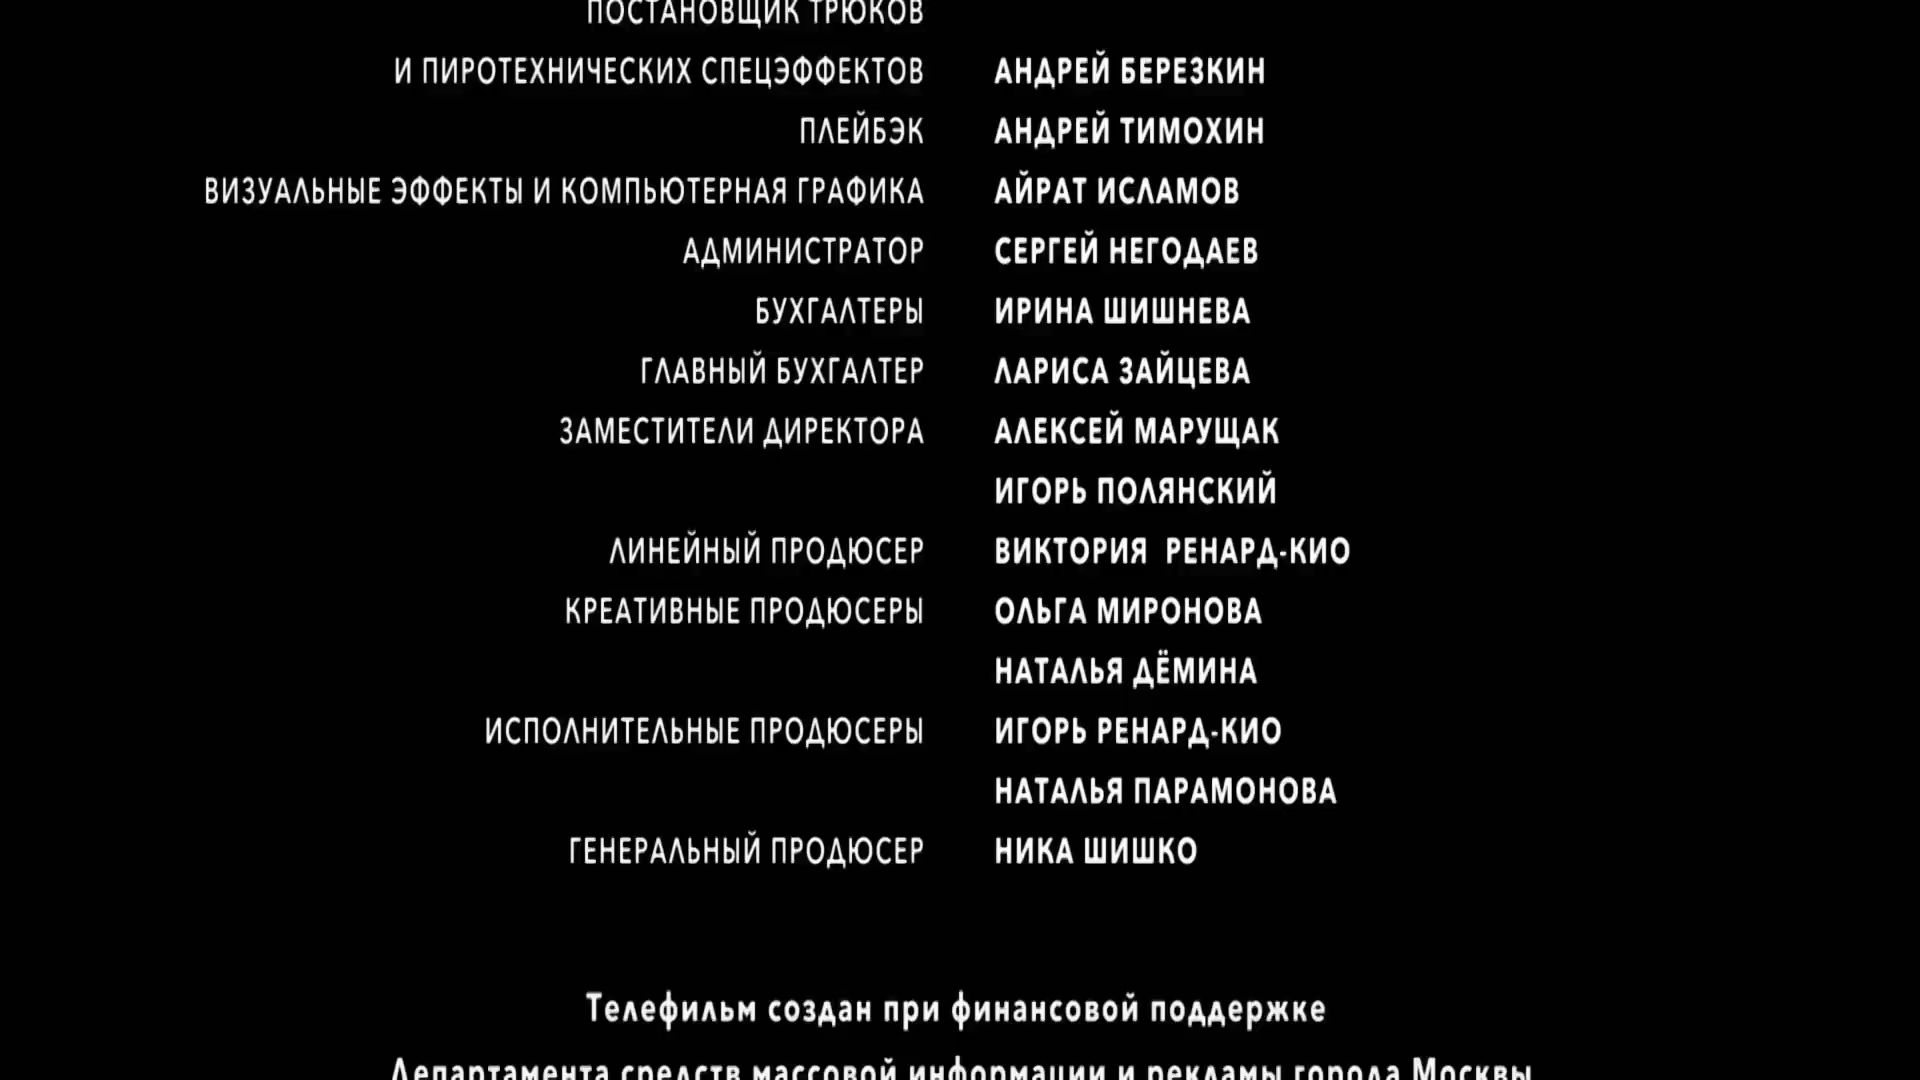 ПОСТАНОВЩИК ТРЮКОВ
И ПИРОТЕХНИЧЕСКИХ СПЕЦЭФФЕКТОВ АНДРЕЙ БЕРЕЗКИН
ПЛЕЙБЭК АНДРЕЙ ТИМОХИН
ВИЗУАЛЬНЫЕ ЭФФЕКТЫ И КОМПЬЮТЕРНАЯ ГРАФИКА АЙРАТ ИСЛАМОВ
АДМИНИСТРАТОР СЕРГЕЙ НЕГОДАЕВ
БУХГАЛТЕРЫ ИРИНА ШИШНЕВА
ГЛАВНЫЙ БУХГАЛТЕР ЛАРИСА ЗАЙЦЕВА
ЗАМЕСТИТЕЛИ ДИРЕКТОРА АЛЕКСЕЙ МАРУЩАК
ИГОРЬ ПОЛЯНСКИЙ
ЛИНЕЙНЫЙ ПРОДЮСЕР ВИКТОРИЯ РЕНАРД-КИО
КРЕАТИВНЫЕ ПРОДЮСЕРЫ ОЛЬГА МИРОНОВА
НАТАЛЬЯ ДЁМИНА
ИСПОЛНИТЕЛЬНЫЕ ПРОДЮСЕРЫ ИГОРЬ РЕНАРД-КИО
НАТАЛЬЯ ПАРАМОНОВА
ГЕНЕРАЛЬНЫЙ ПРОДЮСЕР НИКА ШИШКО
Телефильм создан при финансовой поддержке
Департамента средств массовой информации и рекламы города Москвы